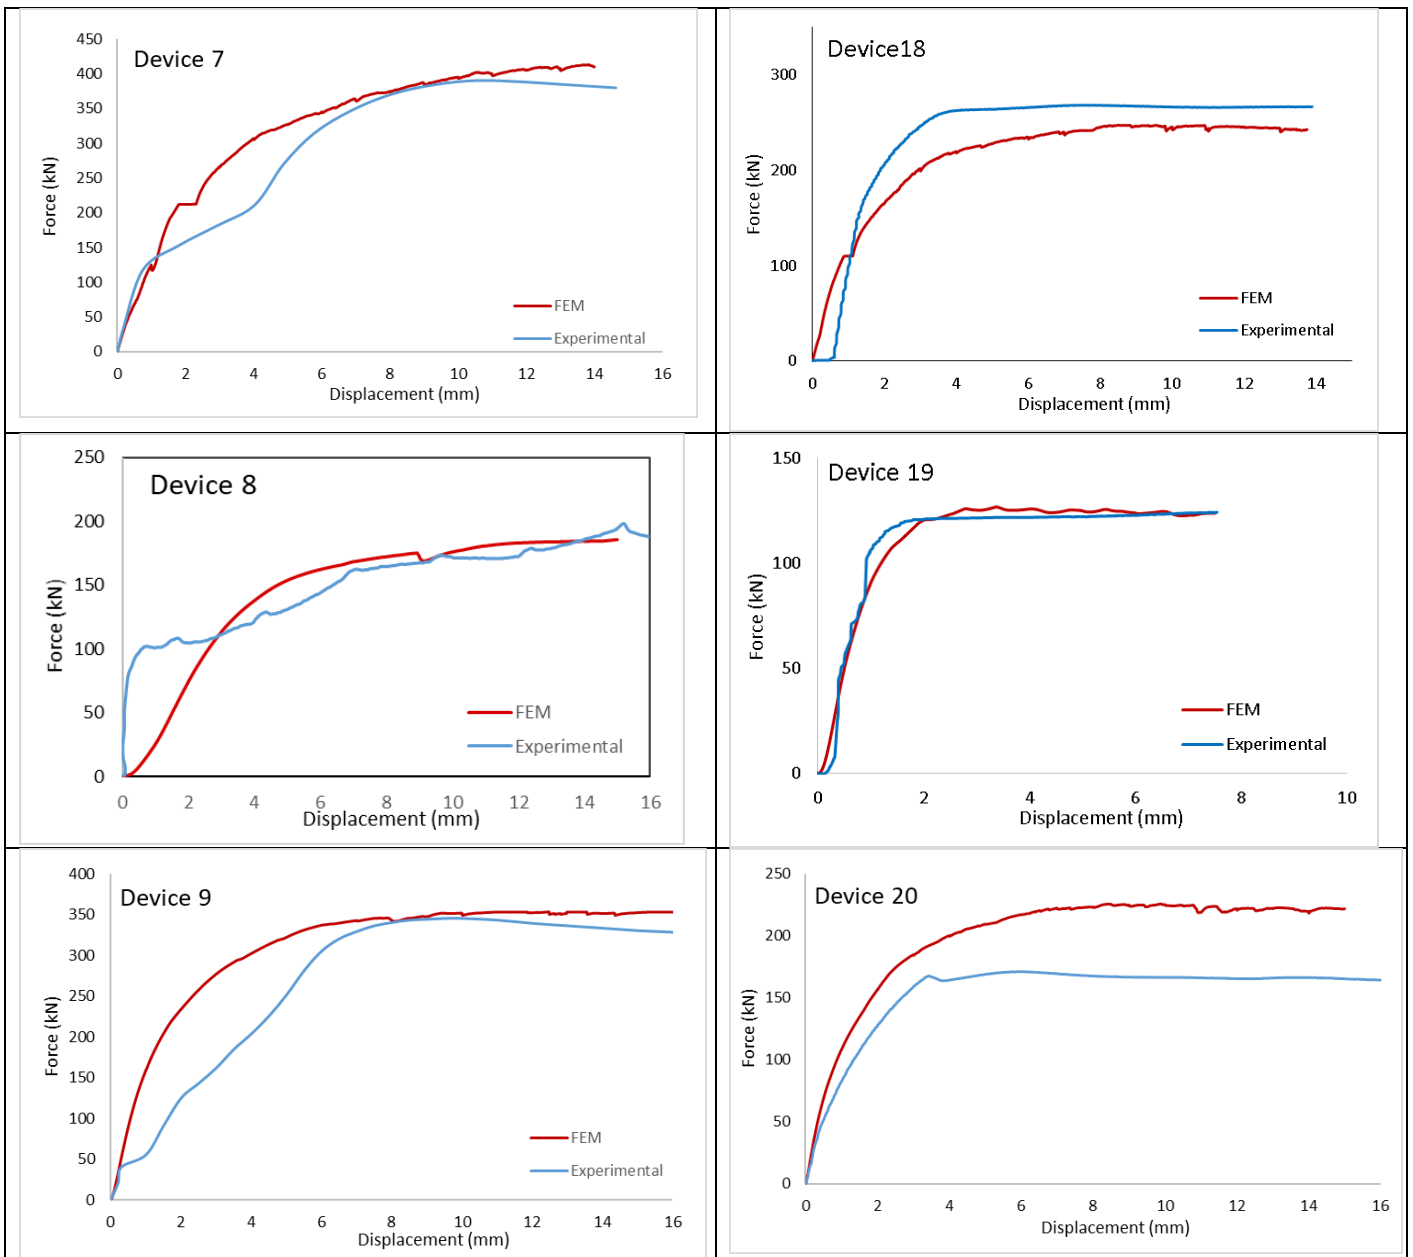 Device 7
450
400
350
300
250
200
150
100
50
0
Force (kN)
FEM
Experimental
0 2 4 6 8 10 12 14 16
Displacement (mm)
Device18
300
200
100
0
Force (kN)
FEM
Experimental
0 2 4 6 8 10 12 14
Displacement (mm)
Device 8
250
200
150
100
50
0
Force (kN)
FEM
Experimental
0 2 4 6 8 10 12 14 16
Displacement (mm)
Device 19
150
100
50
0
Force (kN)
FEM
Experimental
0 2 4 6 8 10
Displacement (mm)
Device 9
400
350
300
250
200
150
100
50
0
Force (kN)
FEM
Experimental
0 2 4 6 8 10 12 14 16
Displacement (mm)
Device 20
250
200
150
100
50
0
Force (kN)
0 2 4 6 8 10 12 14 16
Displacement (mm)